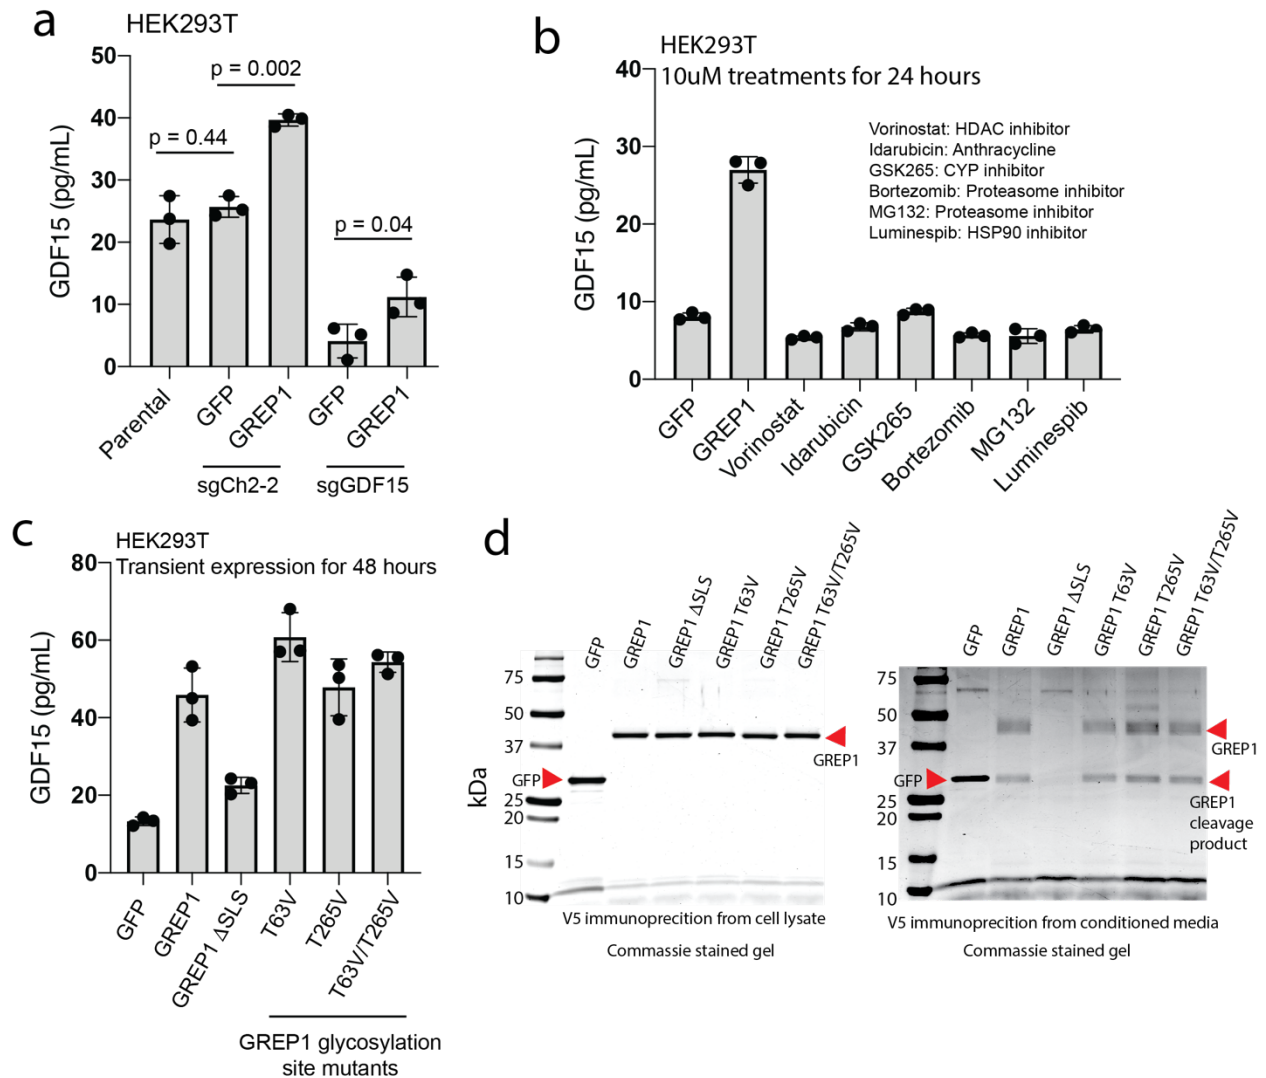 a
HEK293T
GDF15 (pg/mL)
50
40
30
20
10
0
p = 0.44
p = 0.002
p = 0.04
Parental
GFP
GREP1
GFP
GREP1
sgCh2-2
sgGDF15
b
HEK293T
10uM treatments for 24 hours
GDF15 (pg/mL)
40
30
20
10
0
Vorinostat: HDAC inhibitor
Idarubicin: Anthracycline
GSK265: CYP inhibitor
Bortezomib: Proteasome inhibitor
MG132: Proteasome inhibitor
Luminespib: HSP90 inhibitor
GFP
GREP1
Vorinostat
Idarubicin
GSK265
Bortezomib
MG132
Luminespib
c
HEK293T
Transient expression for 48 hours
GDF15 (pg/mL)
80
60
40
20
0
GFP
GREP1
GREP1 ΔSLS
T63V
T265V
T63V/T265V
GREP1 glycosylation
site mutants
d
kDa
GFP
GREP1
GREP1 ΔSLS
GREP1 T63V
GREP1 T265V
GREP1 T63V/T265V
75
50
37
25
20
15
10
GFP
GREP1
V5 immunoprecition from cell lysate
Commassie stained gel
GFP
GREP1
GREP1 ΔSLS
GREP1 T63V
GREP1 T265V
GREP1 T63V/T265V
75
50
37
25
20
15
10
GFP
GREP1
GREP1
cleavage
product
V5 immunoprecition from conditioned media
Commassie stained gel